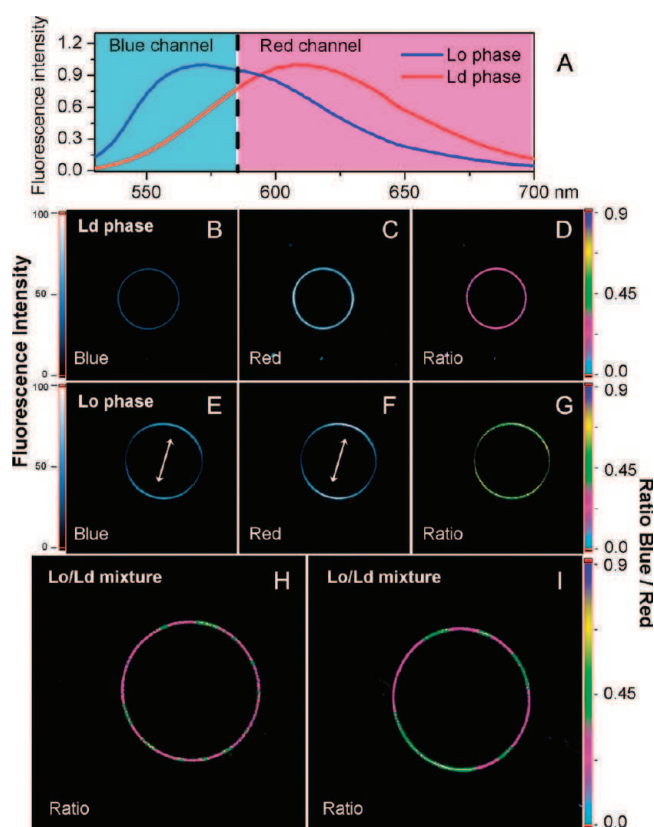 Fluorescence intensity
1.2
0.9
0.6
0.3
0.0
Blue channel
Red channel
Lo phase
Ld phase
A
550
600
650
700 nm
Fluorescence Intensity
100
50
0
Ld phase
B
Blue
C
Red
D
Ratio
0.9
0.45
0.0
100
50
0
Lo phase
E
Blue
F
Red
G
Ratio
0.9
0.45
0.0
Ratio Blue / Red
Lo/Ld mixture
H
Ratio
Lo/Ld mixture
I
Ratio
0.9
0.45
0.0